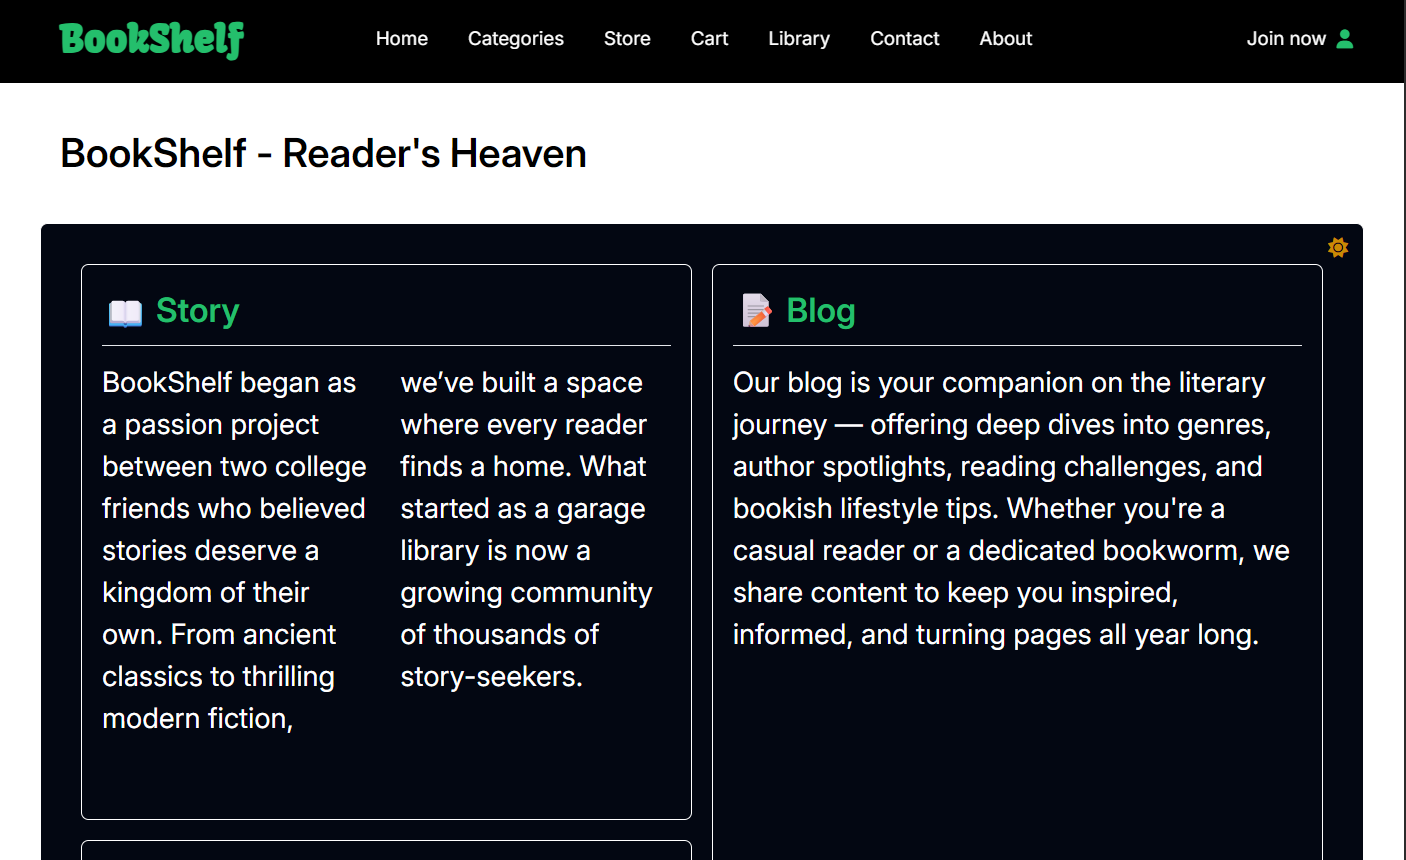 BookShelf
Home
Categories
Store
Cart
Library
Contact
About
Join now
BookShelf - Reader's Heaven
Story
BookShelf began as
a passion project
between two college
friends who believed
stories deserve a
kingdom of their
own. From ancient
classics to thrilling
modern fiction,
we’ve built a space
where every reader
finds a home. What
started as a garage
library is now a
growing community
of thousands of
story-seekers.
Blog
Our blog is your companion on the literary
journey — offering deep dives into genres,
author spotlights, reading challenges, and
bookish lifestyle tips. Whether you're a
casual reader or a dedicated bookworm, we
share content to keep you inspired,
informed, and turning pages all year long.